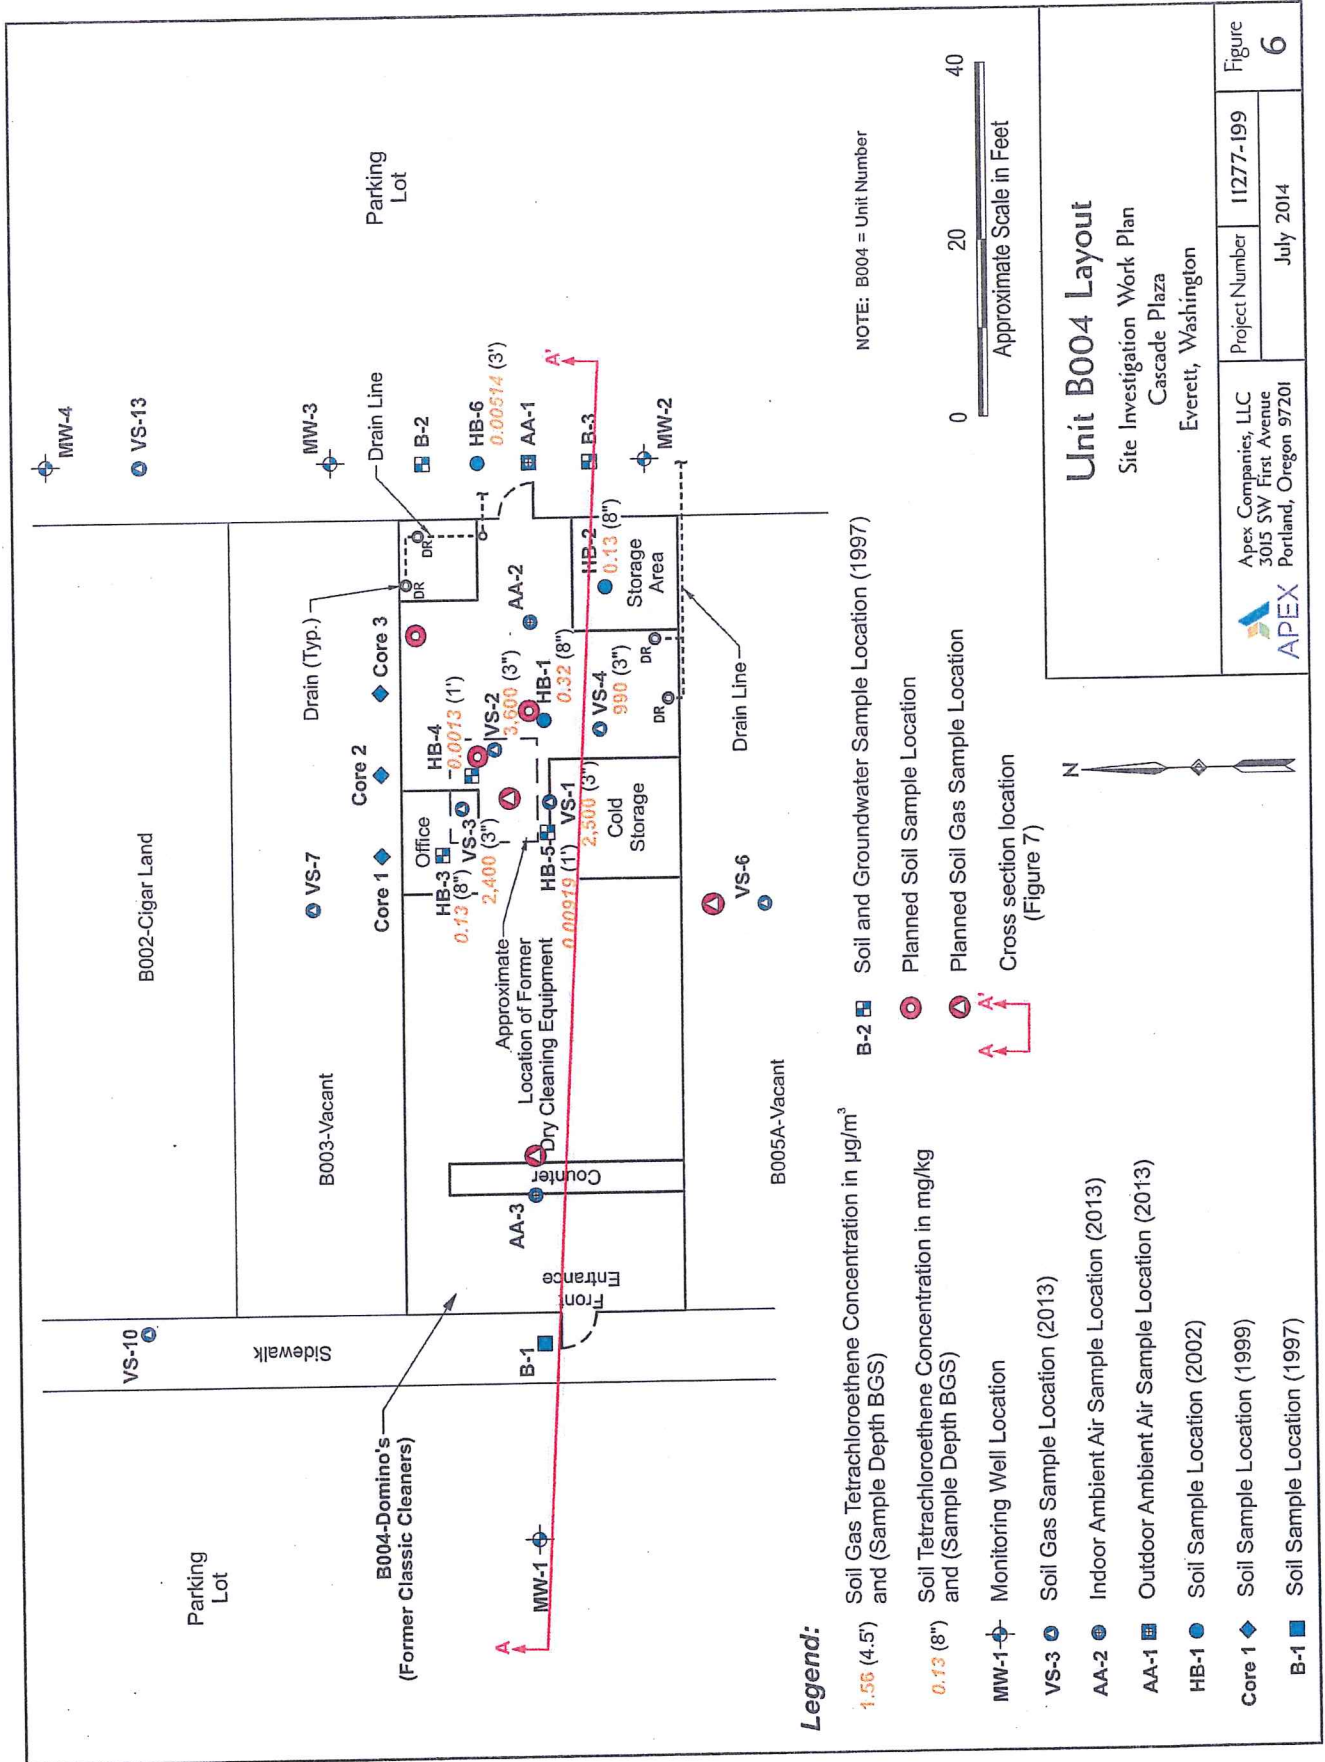 Parking
Lot
VS-10
Sidewalk
B004-Domino's
(Former Classic Cleaners)
MW-1
A
B-1
Front
Entrance
AA-3
Counter
B002-Cigar Land
B003-Vacant
B005A-Vacant
VS-7
VS-6
Approximate
Location of Former
Dry Cleaning Equipment
Core 1
Core 2
Core 3
Office
HB-3
0.13 (8")
VS-3
2,400 (3")
HB-4
0.0013 (1')
VS-2
3,600 (3")
HB-5
0.00919 (1')
VS-1
2,500 (3")
Cold
Storage
HB-1
0.32 (8")
VS-4
990 (3")
AA-2
HB-2
0.13 (8")
Storage
Area
DR
DR
DR
DR
Drain (Typ.)
Drain Line
Drain Line
MW-4
VS-13
MW-3
B-2
HB-6
0.00514 (3')
AA-1
B-3
MW-2
A'
Parking
Lot
NOTE: B004 = Unit Number
0 20 40
Approximate Scale in Feet
N
Legend:
1.56 (4.5') Soil Gas Tetrachloroethene Concentration in µg/m³
and (Sample Depth BGS)
0.13 (8") Soil Tetrachloroethene Concentration in mg/kg
and (Sample Depth BGS)
MW-1 Monitoring Well Location
VS-3 Soil Gas Sample Location (2013)
AA-2 Indoor Ambient Air Sample Location (2013)
AA-1 Outdoor Ambient Air Sample Location (2013)
HB-1 Soil Sample Location (2002)
Core 1 Soil Sample Location (1999)
B-1 Soil Sample Location (1997)
B-2 Soil and Groundwater Sample Location (1997)
Planned Soil Sample Location
Planned Soil Gas Sample Location
A A' Cross section location
(Figure 7)
Unit B004 Layout
Site Investigation Work Plan
Cascade Plaza
Everett, Washington
APEX
Apex Companies, LLC
3015 SW First Avenue
Portland, Oregon 97201
Project Number 11277-199
July 2014
Figure
6